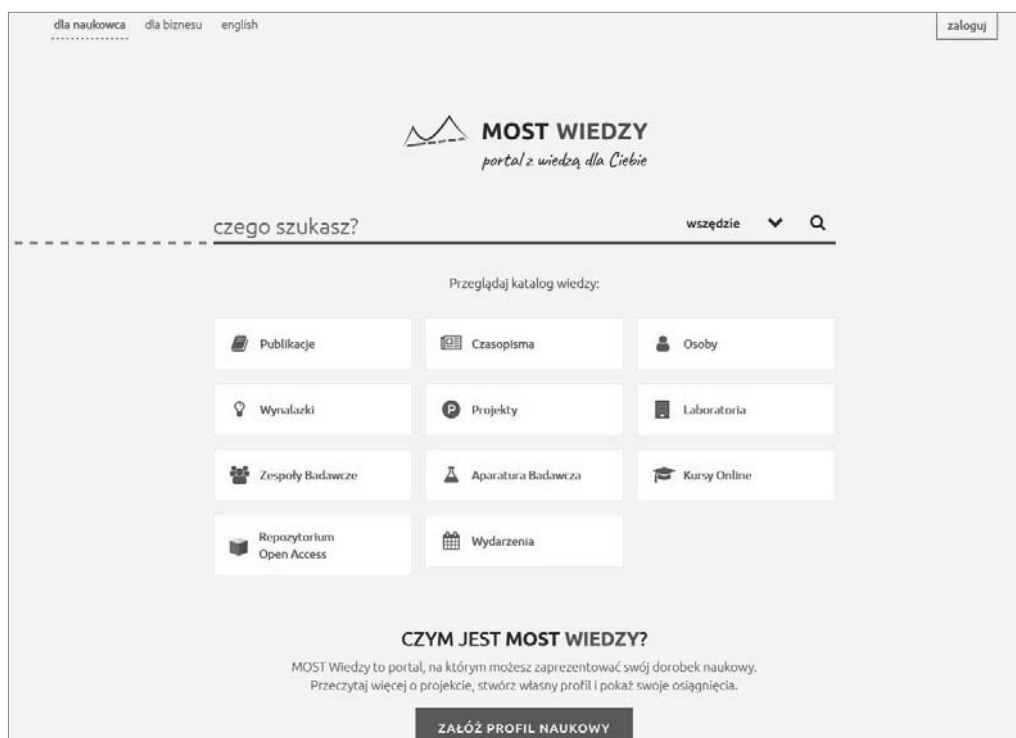 dla naukowca dla biznesu english zaloguj
MOST WIEDZY
portal z wiedzą dla Ciebie
czego szukasz? wszędzie
Przeglądaj katalog wiedzy:
Publikacje Czasopisma Osoby
Wynalazki Projekty Laboratoria
Zespoły Badawcze Aparatura Badawcza Kursy Online
Repozytorium
Open Access
Wydarzenia
CZYM JEST MOST WIEDZY?
MOST Wiedzy to portal, na którym możesz zaprezentować swój dorobek naukowy.
Przeczytaj więcej o projekcie, stwórz własny profil i pokaż swoje osiągnięcia.
ZAŁÓŻ PROFIL NAUKOWY